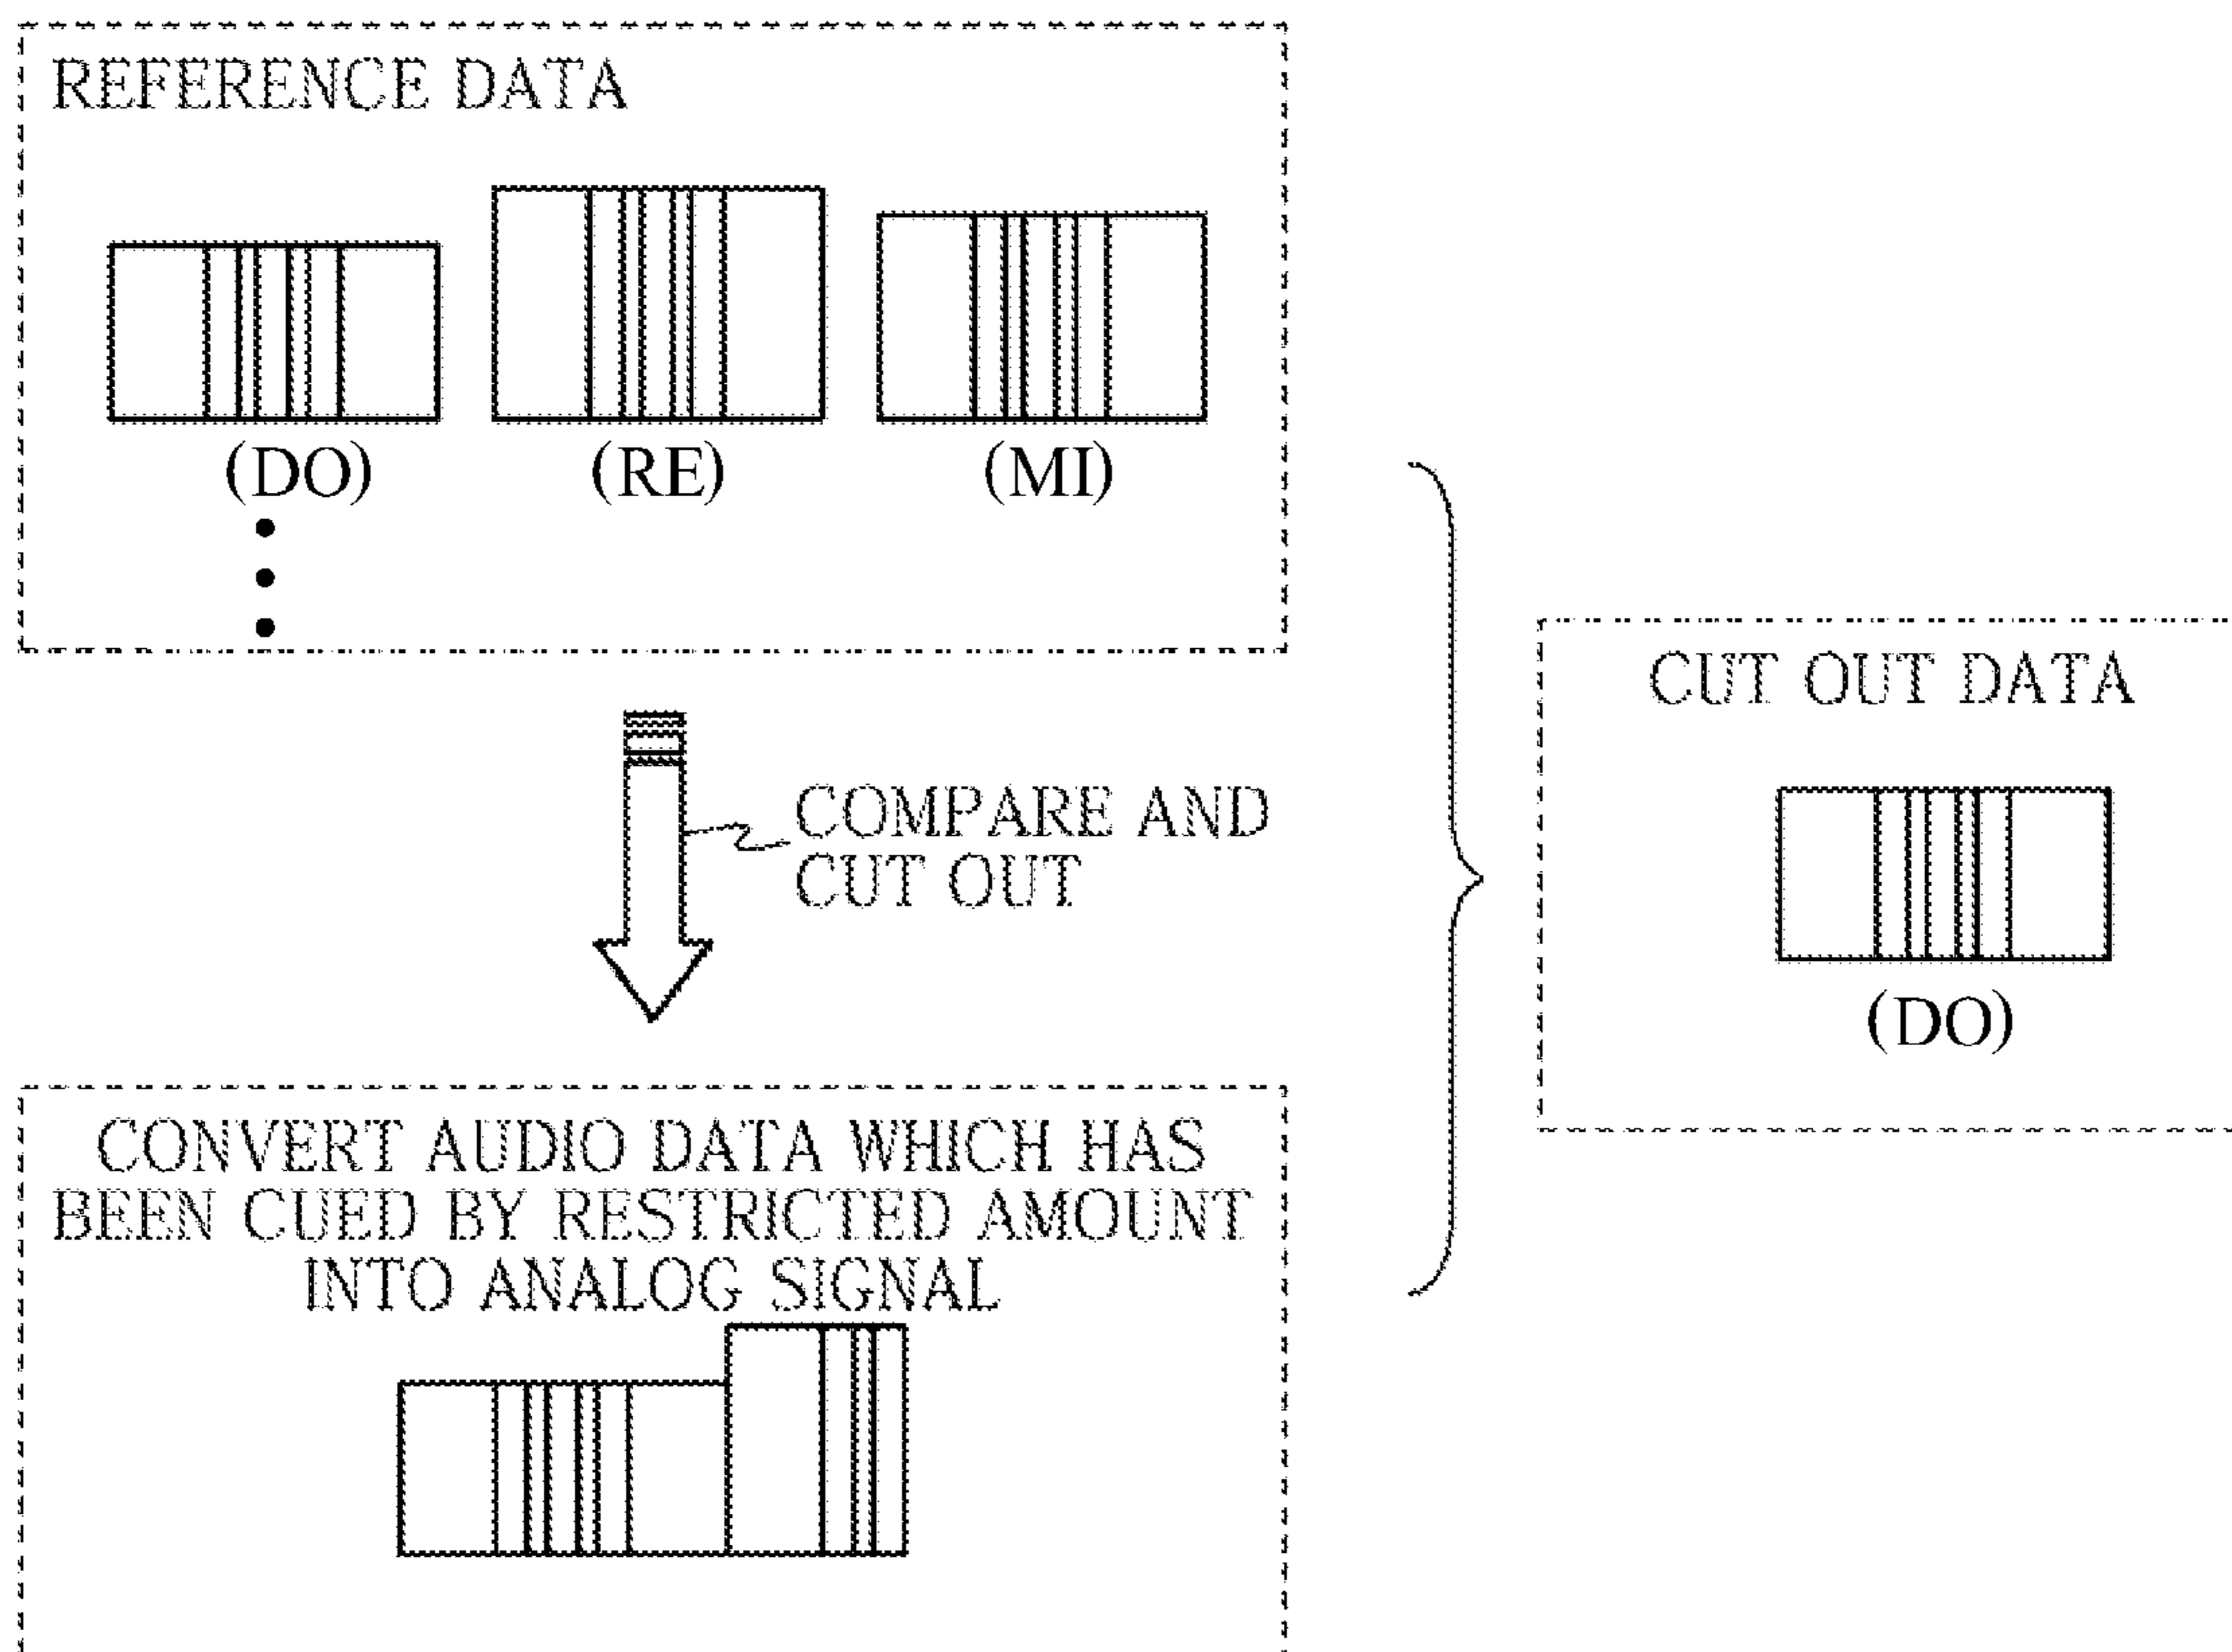 REFERENCE DATA
(DO)
(RE)
(MI)
COMPARE AND
CUT OUT
CONVERT AUDIO DATA WHICH HAS
BEEN CUED BY RESTRICTED AMOUNT
INTO ANALOG SIGNAL
CUT OUT DATA
(DO)